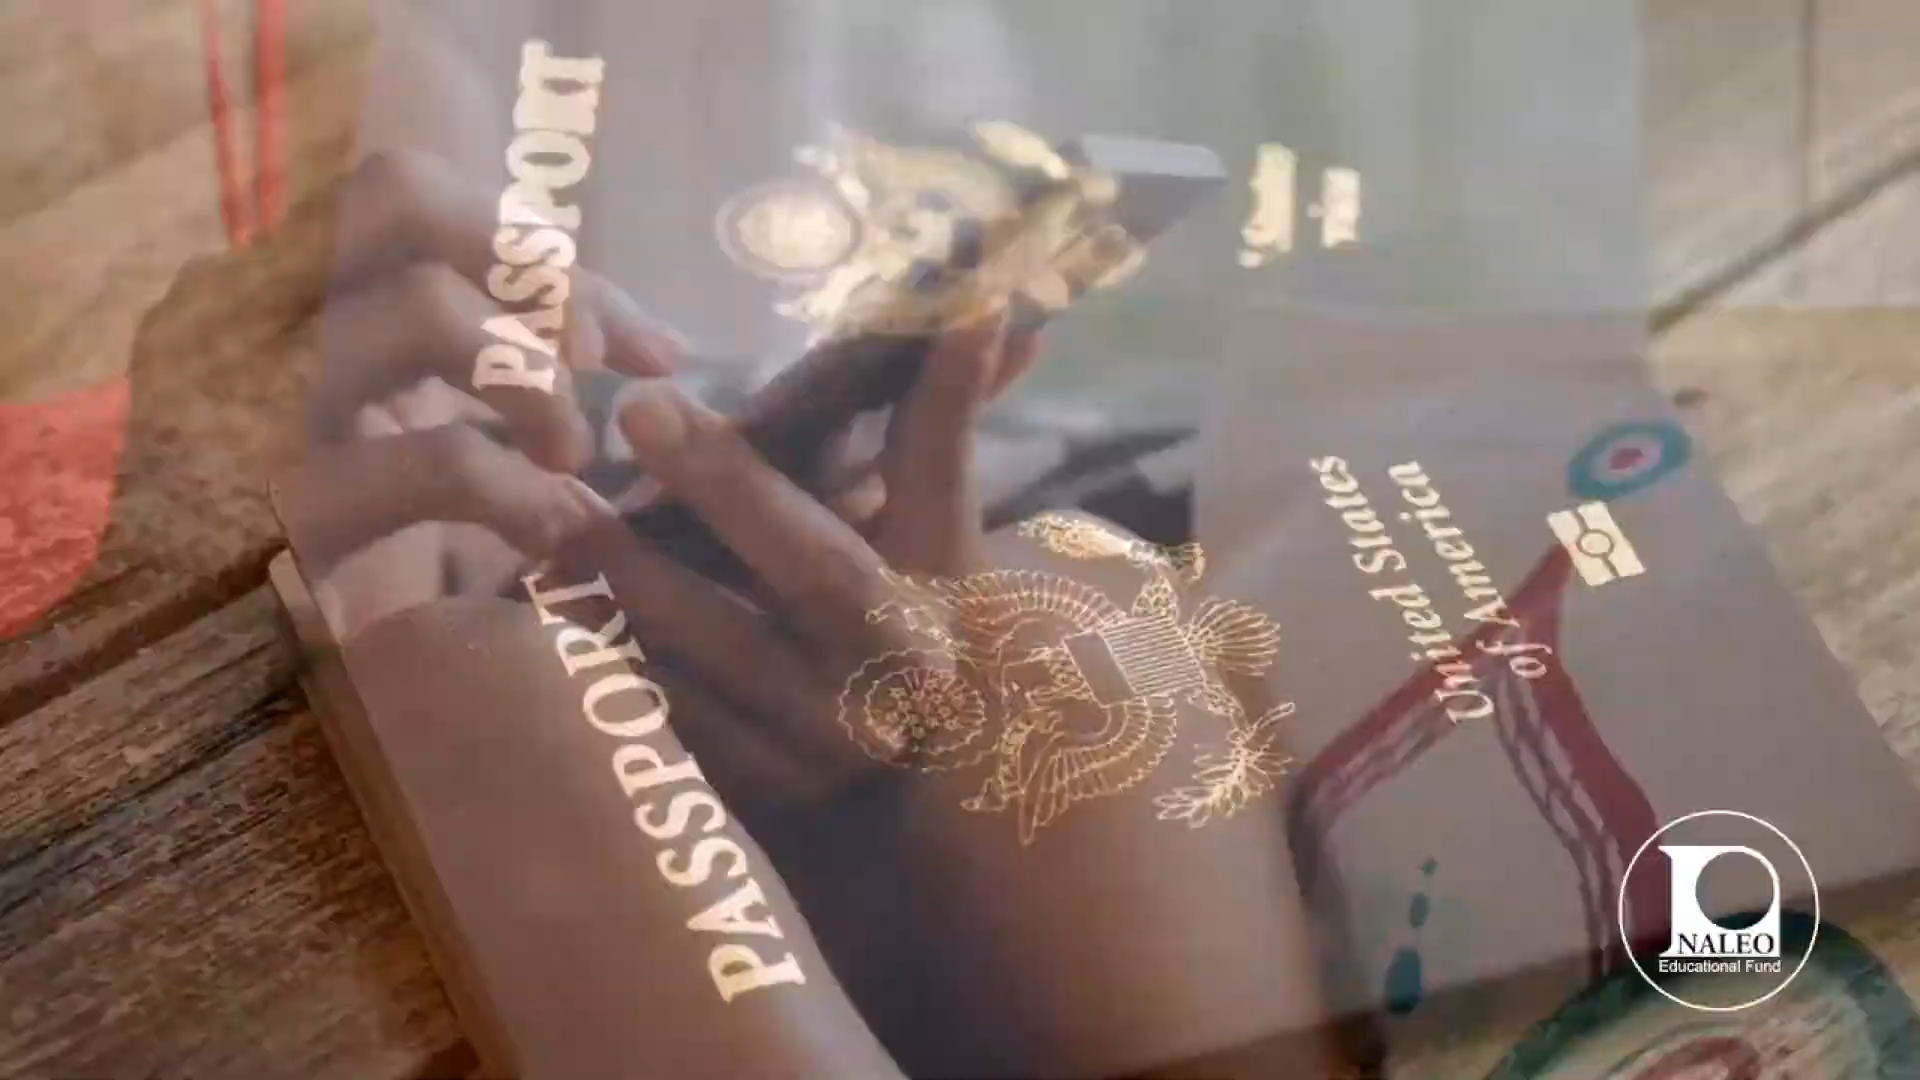 PASSPORT
PASSPORT
United States
of America
NALEO
Educational Fund